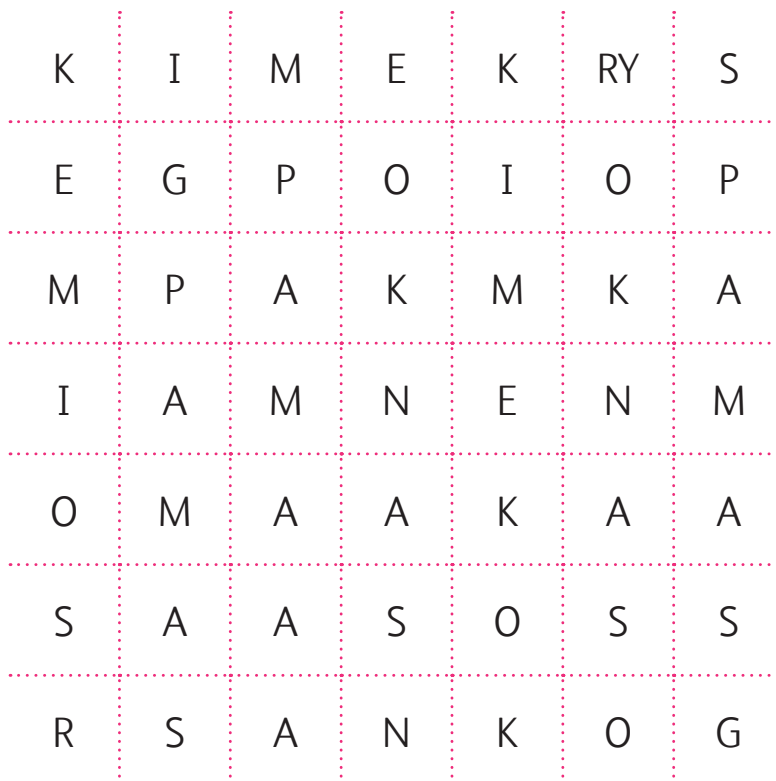 K I M E K RY S
E G P O I O P
M P A K M K A
I A M N E N M
O M A A K A A
S A A S O S S
R S A N K O G